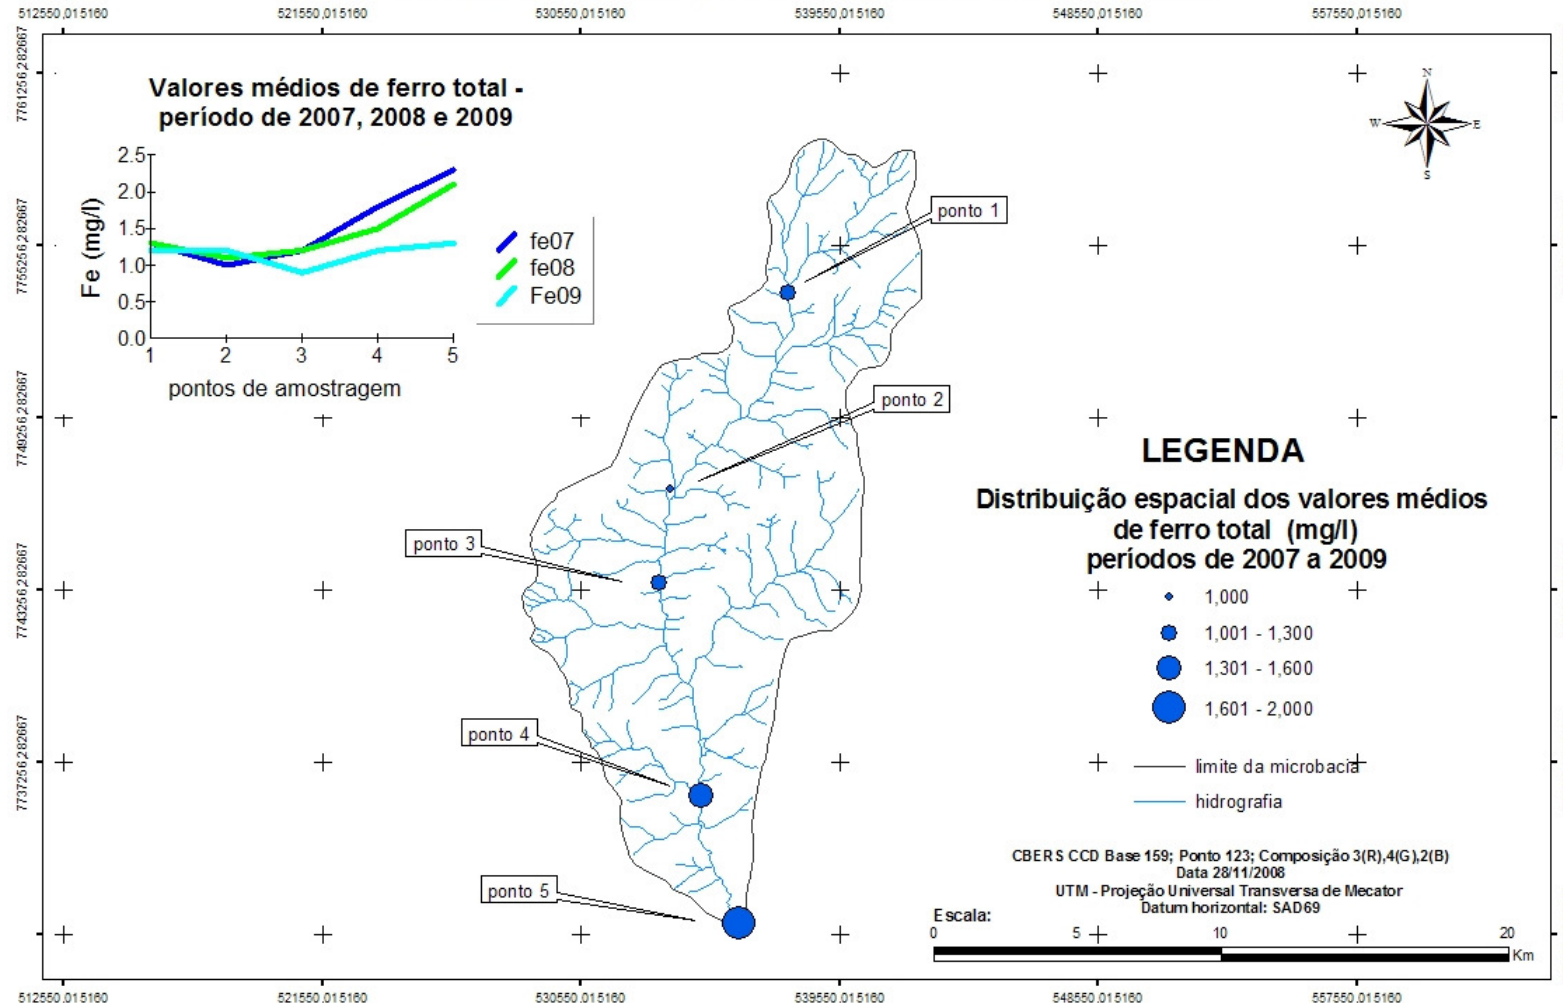 512550,015160 521550,015160 530550,015160 539550,015160 548550,015160 557550,015160
7761256,282667
7755256,282667
7749256,282667
7743256,282667
7737256,282667
Valores médios de ferro total -
período de 2007, 2008 e 2009
2.5
2.0
1.5
1.0
0.5
0.0
Fe (mg/l)
1 2 3 4 5
pontos de amostragem
fe07
fe08
Fe09
N
W E
S
ponto 1
ponto 2
ponto 3
ponto 4
ponto 5
LEGENDA
Distribuição espacial dos valores médios
de ferro total (mg/l)
períodos de 2007 a 2009
1,000
1,001 - 1,300
1,301 - 1,600
1,601 - 2,000
limite da microbacia
hidrografia
CBERS CCD Base 159; Ponto 123; Composição 3(R),4(G),2(B)
Data 28/11/2008
UTM - Projeção Universal Transversa de Mecator
Datum horizontal: SAD69
Escala:
0 5 10 20
Km
512550,015160 521550,015160 530550,015160 539550,015160 548550,015160 557550,015160